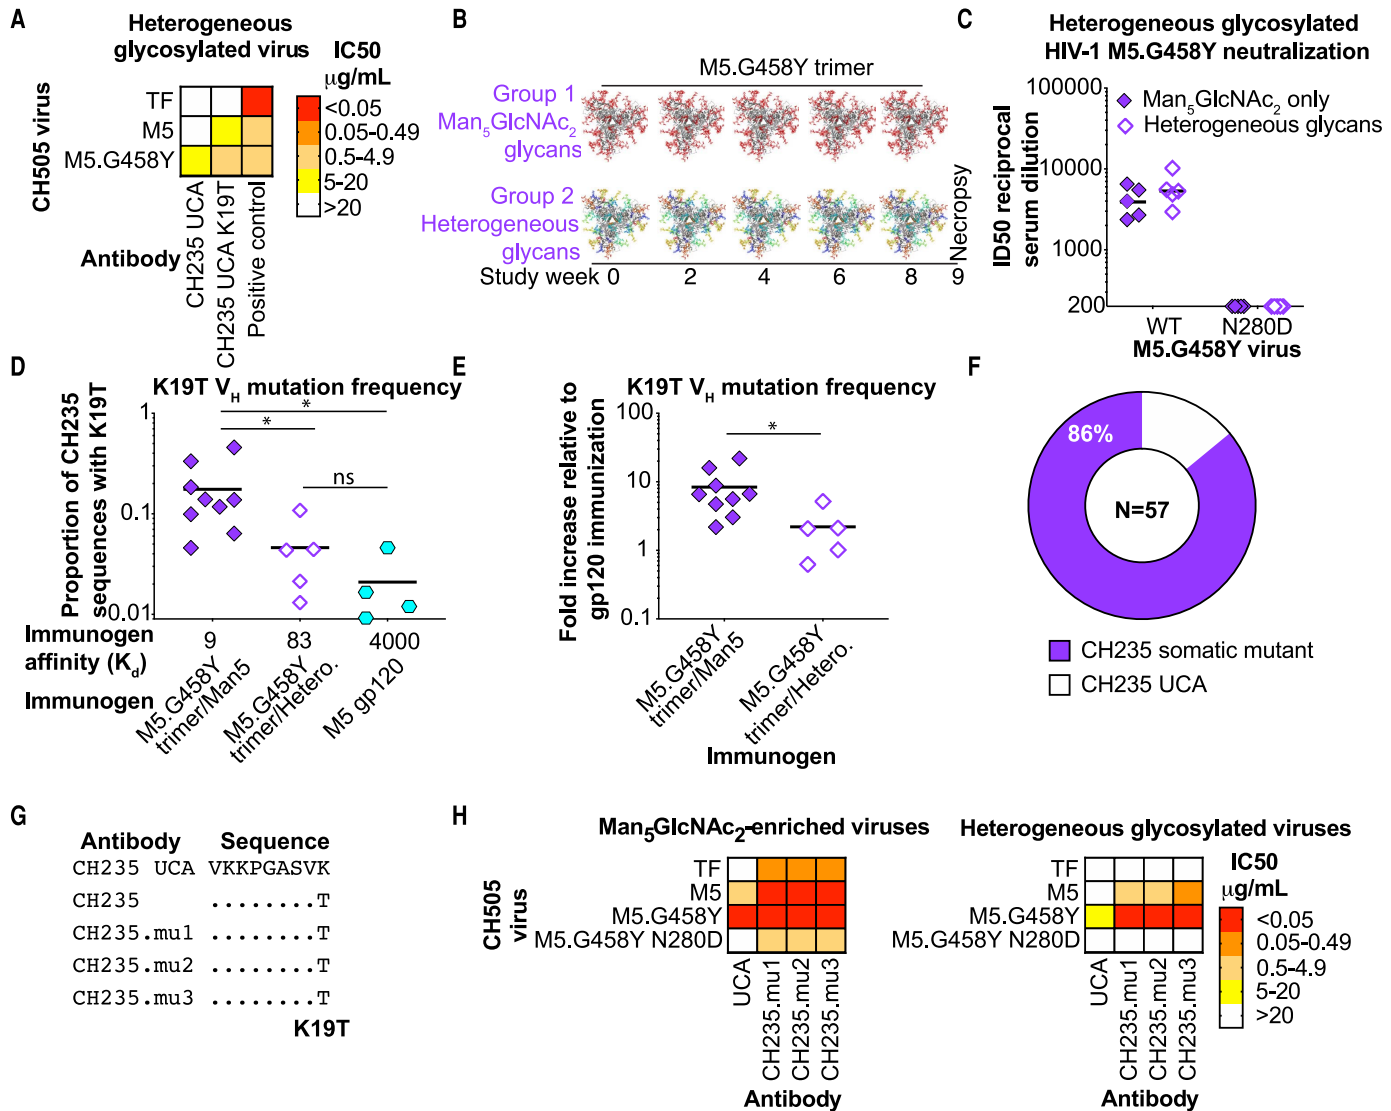 A
Heterogeneous
glycosylated virus
IC50
μg/mL
CH505 virus
TF
M5
M5.G458Y
<0.05
0.05-0.49
0.5-4.9
5-20
>20
Antibody
CH235 UCA
CH235 UCA K19T
Positive control
B
M5.G458Y trimer
Group 1
Man5GlcNAc2
glycans
Group 2
Heterogeneous
glycans
Necropsy
Study week 0 2 4 6 8 9
C
Heterogeneous glycosylated
HIV-1 M5.G458Y neutralization
ID50 reciprocal
serum dilution
100000
10000
1000
200
Man5GlcNAc2 only
Heterogeneous glycans
WT N280D
M5.G458Y virus
D
K19T VH mutation frequency
Proportion of CH235
sequences with K19T
1
0.1
0.01
*
*
ns
Immunogen
affinity (Kd)
9 83 4000
Immunogen
M5.G458Y
trimer/Man5
M5.G458Y
trimer/Hetero.
M5 gp120
E
K19T VH mutation frequency
Fold increase relative to
gp120 immunization
100
10
1
0.1
*
M5.G458Y
trimer/Man5
M5.G458Y
trimer/Hetero.
Immunogen
F
86%
N=57
CH235 somatic mutant
CH235 UCA
G
Antibody Sequence
CH235 UCA VKKPGASVK
CH235 ........T
CH235.mu1 ........T
CH235.mu2 ........T
CH235.mu3 ........T
K19T
H
Man5GlcNAc2-enriched viruses
CH505
virus
TF
M5
M5.G458Y
M5.G458Y N280D
UCA
CH235.mu1
CH235.mu2
CH235.mu3
Antibody
Heterogeneous glycosylated viruses
TF
M5
M5.G458Y
M5.G458Y N280D
UCA
CH235.mu1
CH235.mu2
CH235.mu3
Antibody
IC50
μg/mL
<0.05
0.05-0.49
0.5-4.9
5-20
>20